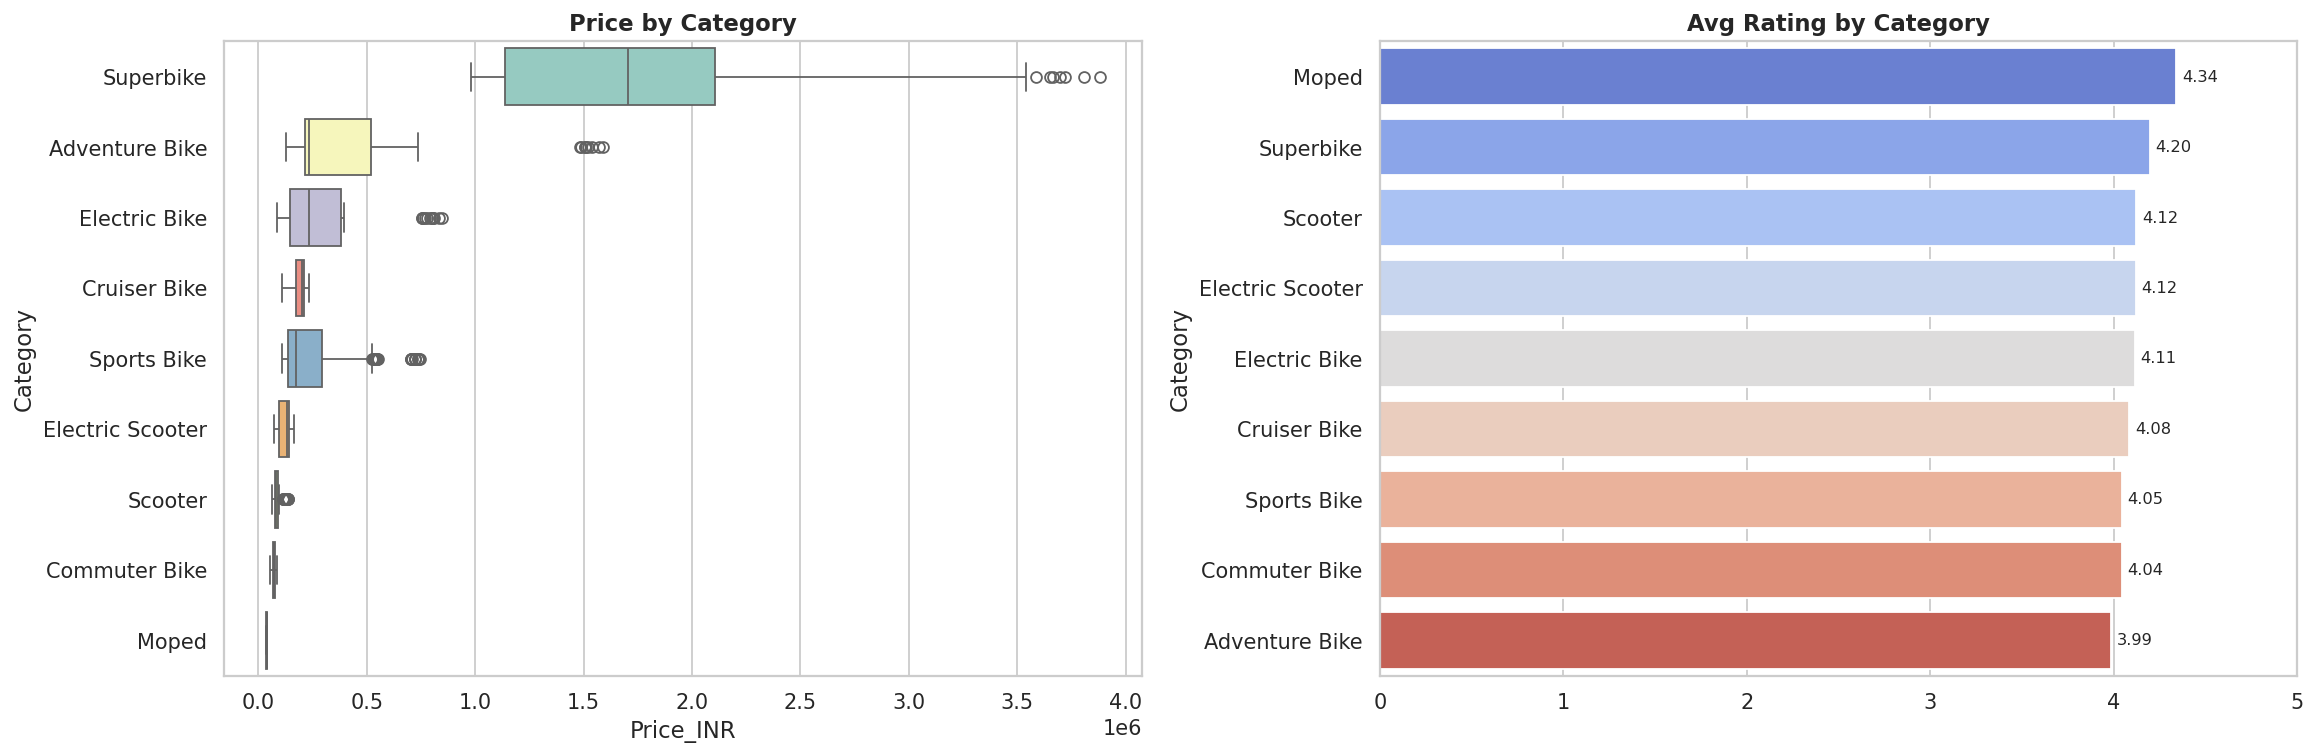 Price by Category
Category
Superbike
Adventure Bike
Electric Bike
Cruiser Bike
Sports Bike
Electric Scooter
Scooter
Commuter Bike
Moped
0.0 0.5 1.0 1.5 2.0 2.5 3.0 3.5 4.0
1e6
Price_INR
Avg Rating by Category
Category
Moped 4.34
Superbike 4.20
Scooter 4.12
Electric Scooter 4.12
Electric Bike 4.11
Cruiser Bike 4.08
Sports Bike 4.05
Commuter Bike 4.04
Adventure Bike 3.99
0 1 2 3 4 5